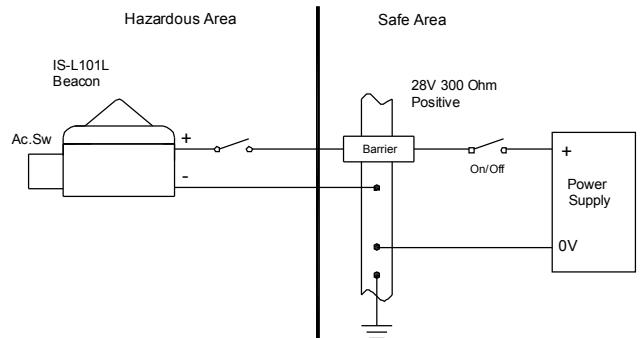 Hazardous Area
Safe Area
IS-L101L
Beacon
28V 300 Ohm
Positive
Ac.Sw
+
-
Barrier
On/Off
+
Power
Supply
0V